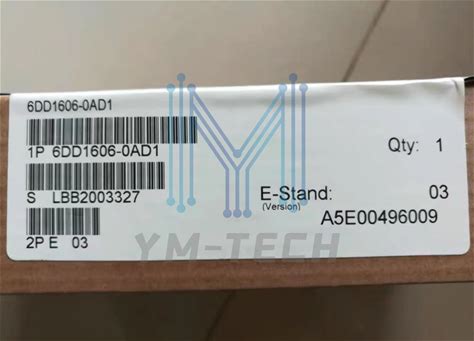 6DD1606-0AD1
1P 6DD1606-0AD1
Qty: 1
S LBB2003327
E-Stand: 03
(Version)
A5E00496009
2P E 03
YM-TECH